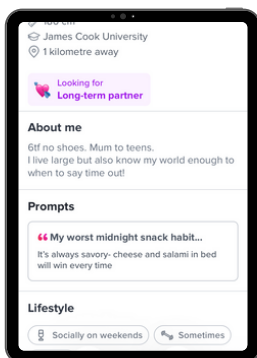 180 cm
James Cook University
1 kilometre away
Looking for
Long-term partner
About me
6tf no shoes. Mum to teens.
I live large but also know my world enough to
when to say time out!
Prompts
My worst midnight snack habit...
It's always savory- cheese and salami in bed
will win every time
Lifestyle
Socially on weekends
Sometimes